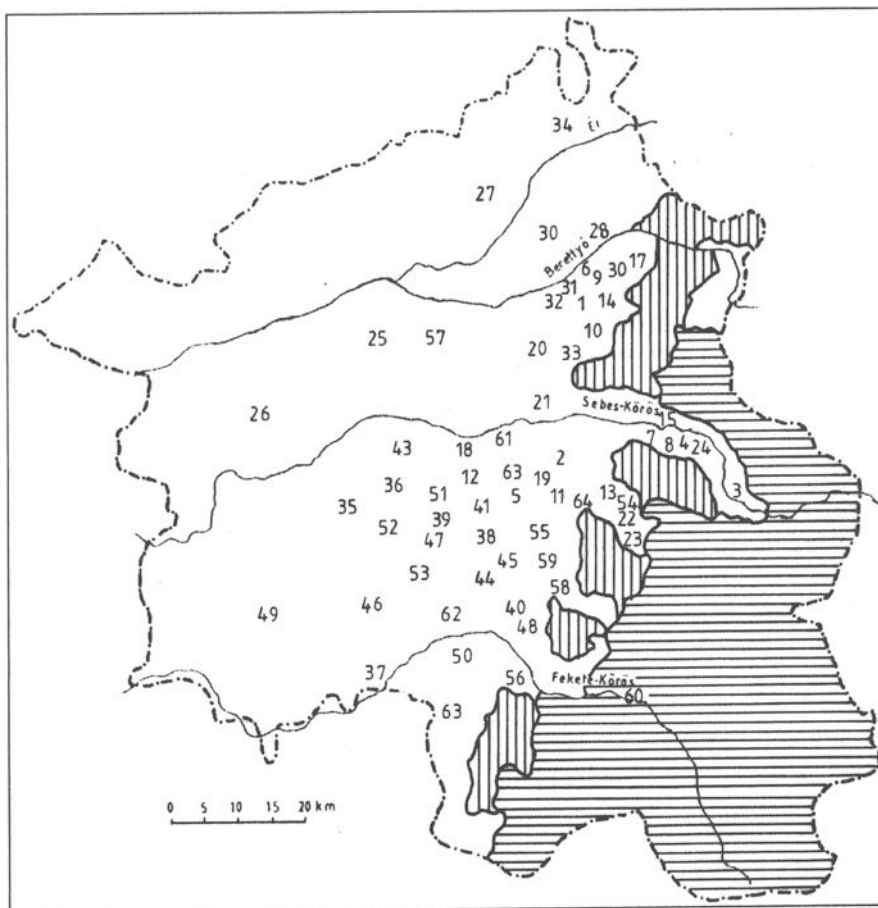 34 Ér
27
30 28
Berettyó
6 9 30 17
31
32 1 14
10
25 57 20 33
21 Sebes-Körös
26 15
43 18 61 7 8 4 24
2
36 12 63 19 3
35 51 41 5 11 64 13 54
52 39 38 55 22
47 23
53 45 59
44 58
49 46 62 40
48
50
37 56 Fekete-Körös
60
63
0 5 10 15 20 km